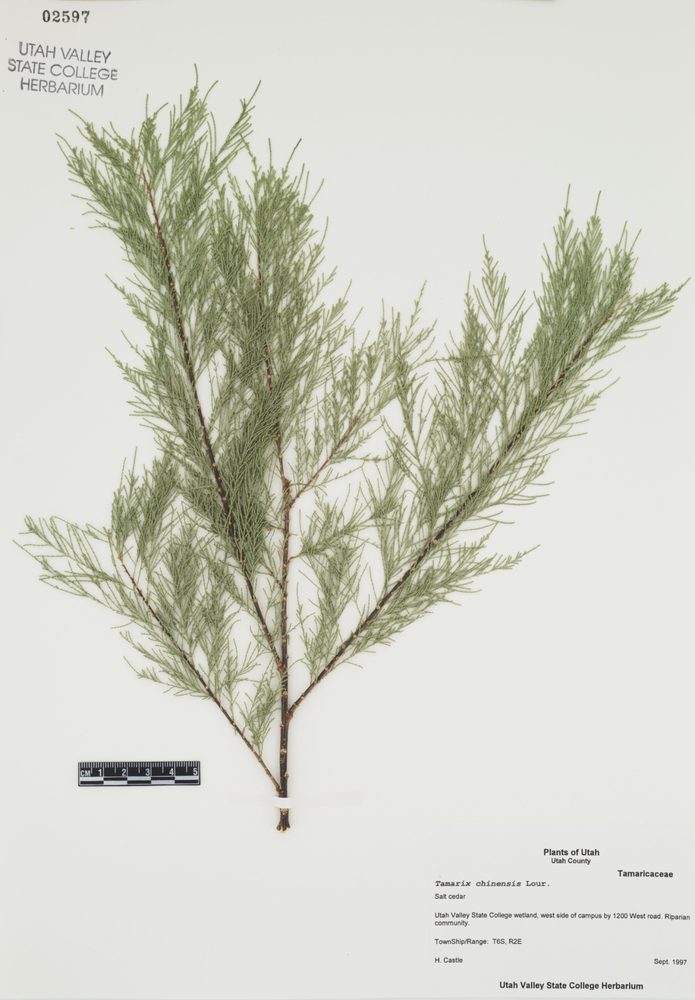 02597
UTAH VALLEY
STATE COLLEGE
HERBARIUM
CM 1 2 3 4 5
Plants of Utah
Utah County
Tamaricaceae
Tamarix chinensis Lour.
Salt cedar
Utah Valley State College wetland, west side of campus by 1200 West road. Riparian
community.
TownShip/Range: T6S, R2E
H. Castle Sept. 1997
Utah Valley State College Herbarium